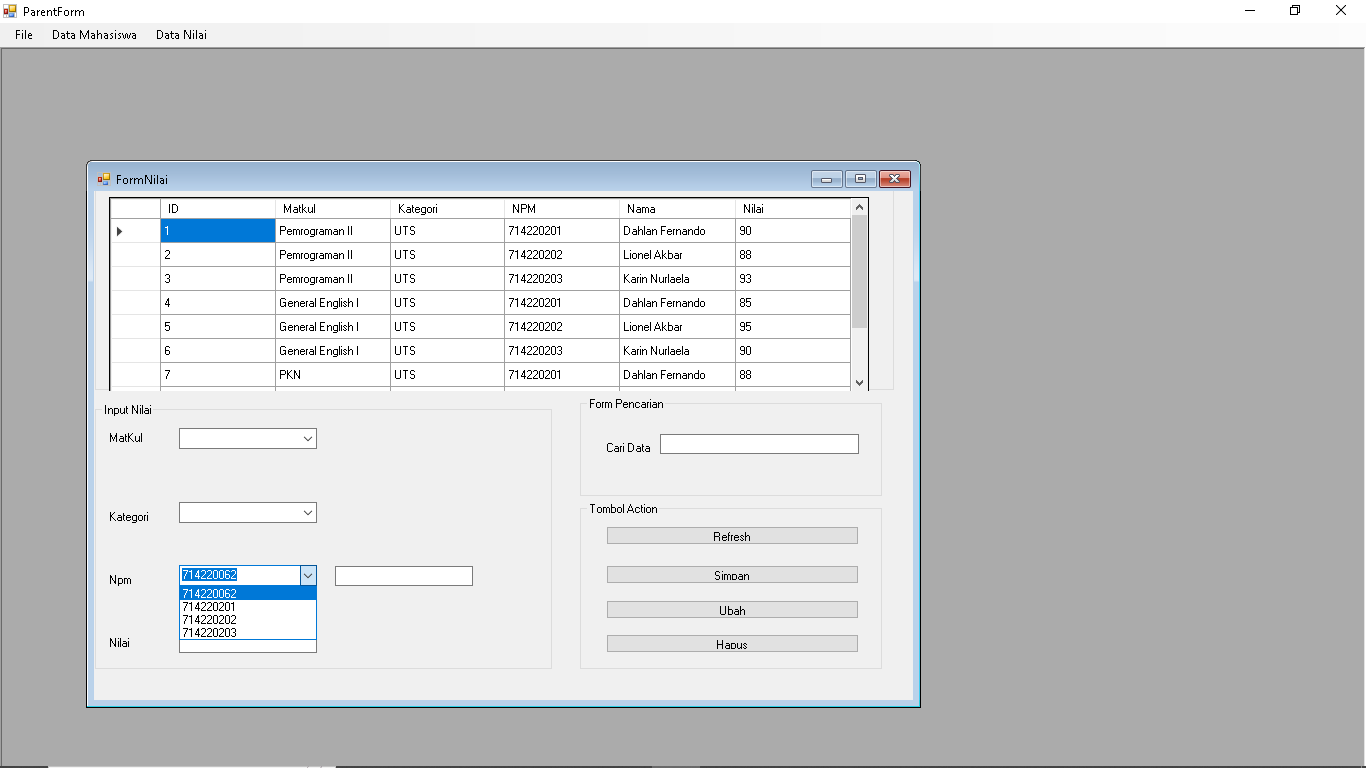 ParentForm
File Data Mahasiswa Data Nilai
FormNilai
ID Matkul Kategori NPM Nama Nilai
1 Pemrograman II UTS 714220201 Dahlan Fernando 90
2 Pemrograman II UTS 714220202 Lionel Akbar 88
3 Pemrograman II UTS 714220203 Karin Nurlaela 93
4 General English I UTS 714220201 Dahlan Fernando 85
5 General English I UTS 714220202 Lionel Akbar 95
6 General English I UTS 714220203 Karin Nurlaela 90
7 PKN UTS 714220201 Dahlan Fernando 88
Input Nilai
MatKul
Kategori
Npm 714220062
714220062
714220201
714220202
714220203
Nilai
Form Pencarian
Cari Data
Tombol Action
Refresh
Simpan
Ubah
Hapus